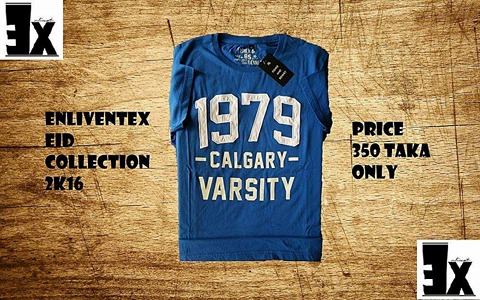 EX
ENLIVENTEX
EID
COLLECTION
2K16
1979
-CALGARY-
VARSITY
PRICE
350 TAKA
ONLY
EX